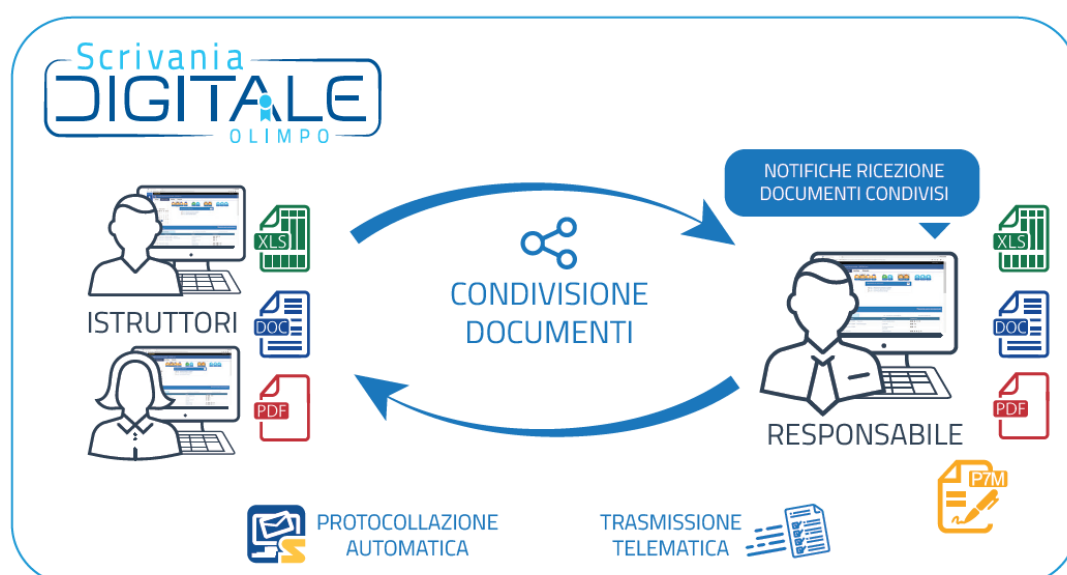 Scrivania
DIGITALE
OLIMPO
NOTIFICHE RICEZIONE
DOCUMENTI CONDIVISI
XLS
XLS
CONDIVISIONE
DOCUMENTI
ISTRUTTORI
DOC
DOC
PDF
PDF
RESPONSABILE
P7M
PROTOCOLLAZIONE
AUTOMATICA
TRASMISSIONE
TELEMATICA